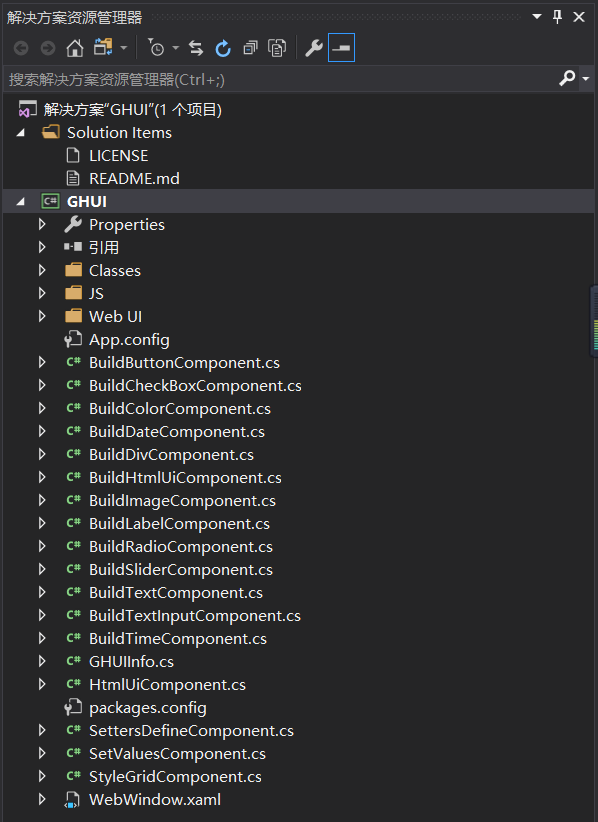 解决方案资源管理器
搜索解决方案资源管理器(Ctrl+;)
解决方案"GHUI"(1 个项目)
Solution Items
LICENSE
README.md
C# GHUI
Properties
引用
Classes
JS
Web UI
App.config
C# BuildButtonComponent.cs
C# BuildCheckBoxComponent.cs
C# BuildColorComponent.cs
C# BuildDateComponent.cs
C# BuildDivComponent.cs
C# BuildHtmlUiComponent.cs
C# BuildImageComponent.cs
C# BuildLabelComponent.cs
C# BuildRadioComponent.cs
C# BuildSliderComponent.cs
C# BuildTextComponent.cs
C# BuildTextInputComponent.cs
C# BuildTimeComponent.cs
C# GHUIInfo.cs
C# HtmlUiComponent.cs
packages.config
C# SettersDefineComponent.cs
C# SetValuesComponent.cs
C# StyleGridComponent.cs
WebWindow.xaml